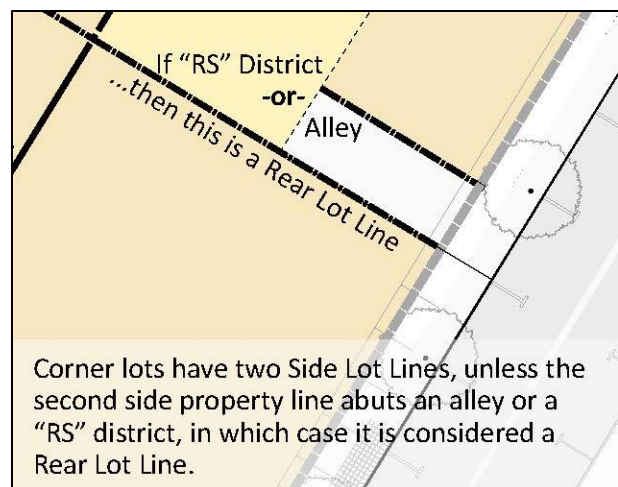 If “RS” District
-or-
Alley
...then this is a Rear Lot Line
Corner lots have two Side Lot Lines, unless the
second side property line abuts an alley or a
“RS” district, in which case it is considered a
Rear Lot Line.